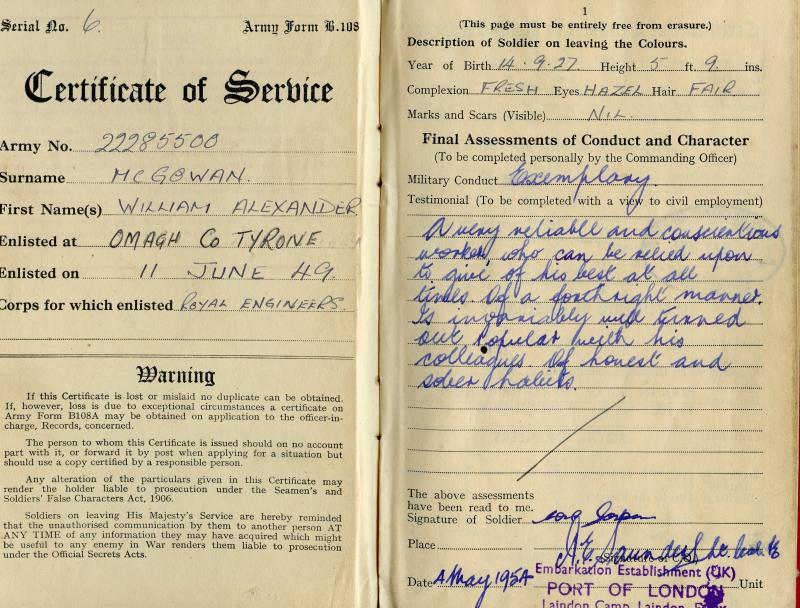 Serial No. 6. Army Form B.108
Certificate of Service
Army No. 22285500
Surname McGOWAN.
First Name(s) WILLIAM ALEXANDER
Enlisted at OMAGH Co TYRONE
Enlisted on 11 JUNE 49
Corps for which enlisted ROYAL ENGINEERS.
Warning
If this Certificate is lost or mislaid no duplicate can be obtained.
If, however, loss is due to exceptional circumstances a certificate on
Army Form B108A may be obtained on application to the officer-in-
charge, Records, concerned.
The person to whom this Certificate is issued should on no account
part with it, or forward it by post when applying for a situation but
should use a copy certified by a responsible person.
Any alteration of the particulars given in this Certificate may
render the holder liable to prosecution under the Seamen's and
Soldiers' False Characters Act, 1906.
Soldiers on leaving His Majesty's Service are hereby reminded
that the unauthorised communication by them to another person AT
ANY TIME of any information they may have acquired which might
be useful to any enemy in War renders them liable to prosecution
under the Official Secrets Acts.
1
(This page must be entirely free from erasure.)
Description of Soldier on leaving the Colours.
Year of Birth 14.9.27. Height 5 ft. 9. ins.
Complexion FRESH Eyes HAZEL Hair FAIR
Marks and Scars (Visible) NIL.
Final Assessments of Conduct and Character
(To be completed personally by the Commanding Officer)
Military Conduct Exemplary.
Testimonial (To be completed with a view to civil employment)
A very reliable and conscientious
worker, who can be relied upon
to give of his best at all
times. Of a forthright manner.
Is invariably well turned
out. Popular with his
colleagues. Of honest and
sober habits.
The above assessments
have been read to me.
Signature of Soldier
Place
J.E. Saunders
Date 4 May 1954 Unit
Embarkation Establishment (UK)
PORT OF LONDON
Laindon Camp, Laindon, Essex